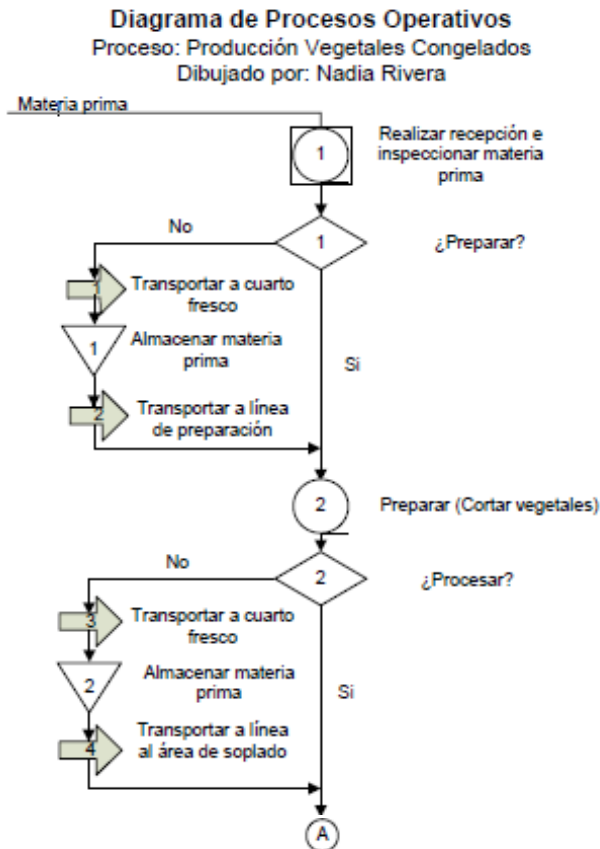 Diagrama de Procesos Operativos
Proceso: Producción Vegetales Congelados
Dibujado por: Nadia Rivera
Materia prima
1
Realizar recepción e
inspeccionar materia
prima
No
1
¿Preparar?
1
Transportar a cuarto
fresco
1
Almacenar materia
prima
Si
2
Transportar a línea
de preparación
2
Preparar (Cortar vegetales)
No
2
¿Procesar?
3
Transportar a cuarto
fresco
2
Almacenar materia
prima
Si
4
Transportar a línea
al área de soplado
A